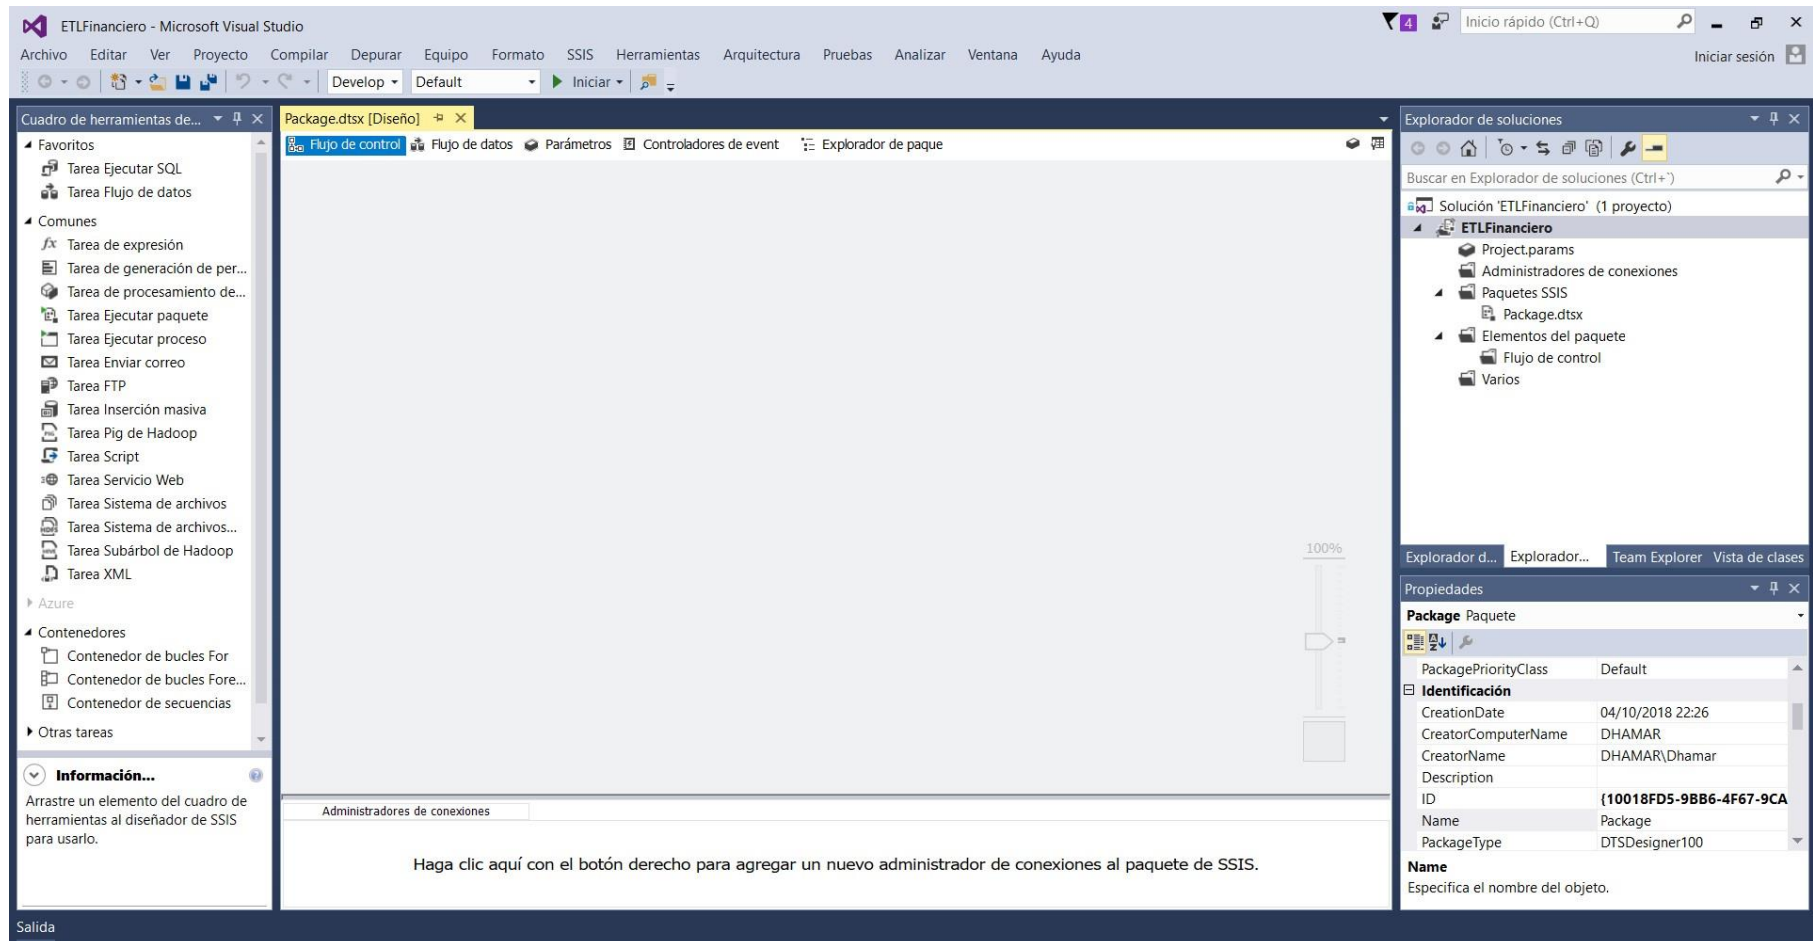 ETLFinanciero - Microsoft Visual Studio
4
Inicio rápido (Ctrl+Q)
Archivo Editar Ver Proyecto Compilar Depurar Equipo Formato SSIS Herramientas Arquitectura Pruebas Analizar Ventana Ayuda
Iniciar sesión
Develop Default Iniciar
Cuadro de herramientas de...
Favoritos
Tarea Ejecutar SQL
Tarea Flujo de datos
Comunes
Tarea de expresión
Tarea de generación de per...
Tarea de procesamiento de...
Tarea Ejecutar paquete
Tarea Ejecutar proceso
Tarea Enviar correo
Tarea FTP
Tarea Inserción masiva
Tarea Pig de Hadoop
Tarea Script
Tarea Servicio Web
Tarea Sistema de archivos
Tarea Sistema de archivos...
Tarea Subárbol de Hadoop
Tarea XML
Azure
Contenedores
Contenedor de bucles For
Contenedor de bucles Fore...
Contenedor de secuencias
Otras tareas
Información...
Arrastre un elemento del cuadro de
herramientas al diseñador de SSIS
para usarlo.
Package.dtsx [Diseño]
Flujo de control Flujo de datos Parámetros Controladores de event Explorador de paque
100%
Administradores de conexiones
Haga clic aquí con el botón derecho para agregar un nuevo administrador de conexiones al paquete de SSIS.
Explorador de soluciones
Buscar en Explorador de soluciones (Ctrl+¨)
Solución 'ETLFinanciero' (1 proyecto)
ETLFinanciero
Project.params
Administradores de conexiones
Paquetes SSIS
Package.dtsx
Elementos del paquete
Flujo de control
Varios
Explorador d... Explorador... Team Explorer Vista de clases
Propiedades
Package Paquete
PackagePriorityClass Default
Identificación
CreationDate 04/10/2018 22:26
CreatorComputerName DHAMAR
CreatorName DHAMAR\Dhamar
Description
ID {10018FD5-9BB6-4F67-9CA
Name Package
PackageType DTSDesigner100
Name
Especifica el nombre del objeto.
Salida